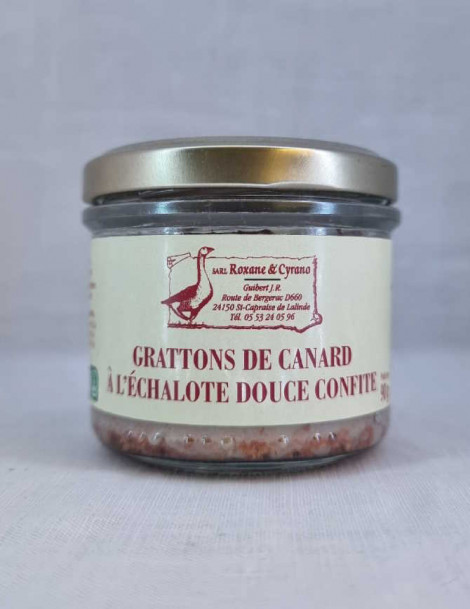 SARL Roxane & Cyrano
Guibert J.R.
Route de Bergerac D660
24150 St-Capraise de Lalinde
Tél. 05 53 24 05 96
GRATTONS DE CANARD
À L'ÉCHALOTE DOUCE CONFITE